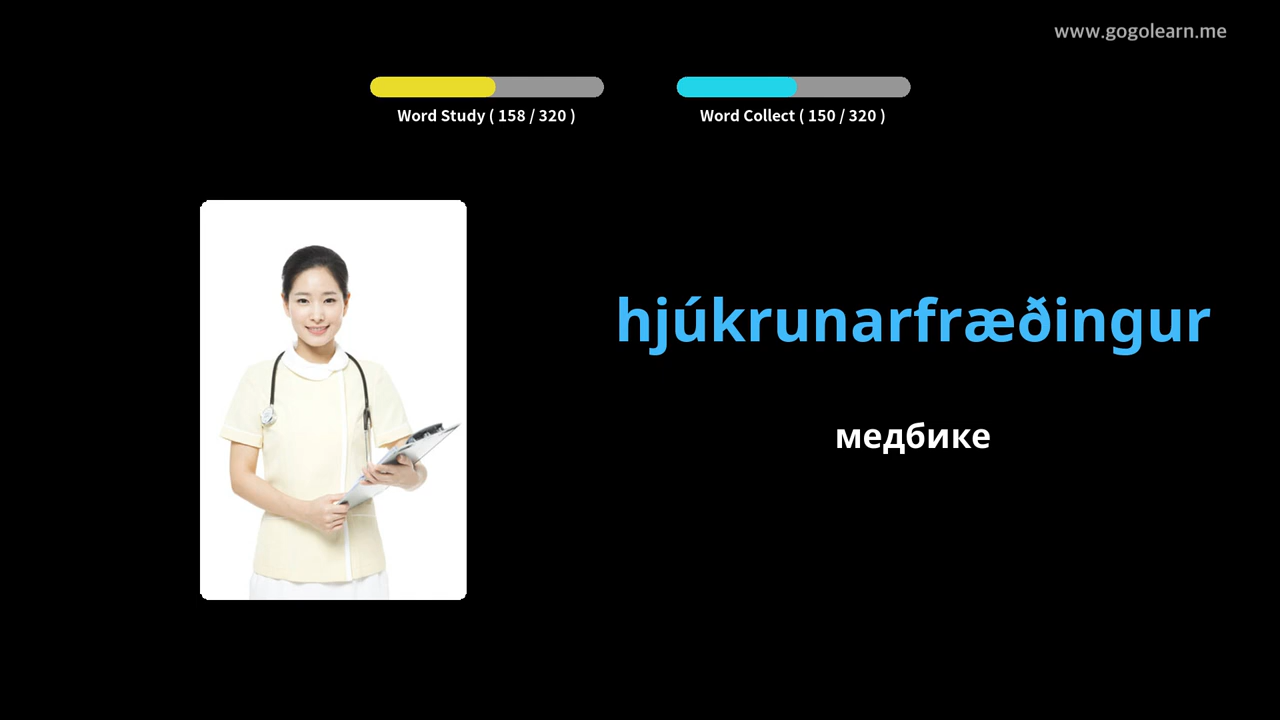 www.gogolearn.me
Word Study ( 158 / 320 )
Word Collect ( 150 / 320 )
hjúkrunarfræðingur
медбике